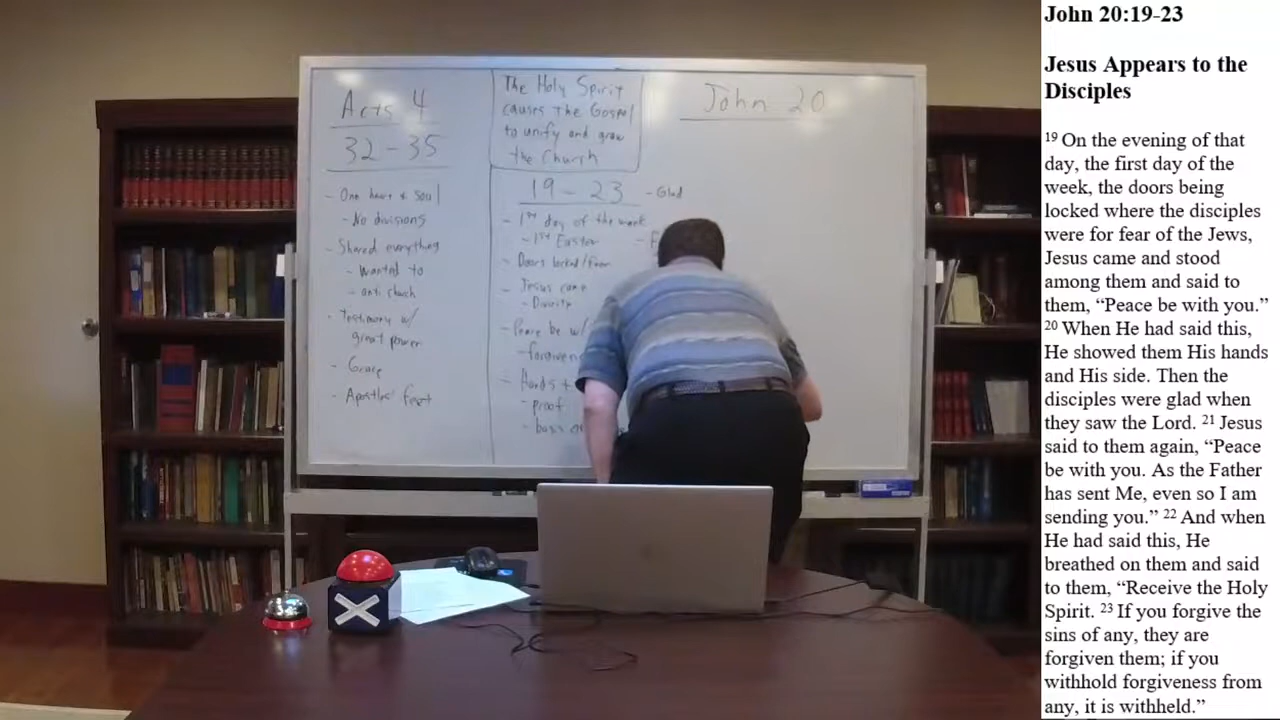 Acts 4
32-35
- One heart & soul
- No divisions
- Shared everything
- Wanted to
- anti church
- Testimony w/
great power
- Grace
- Apostles' feet
The Holy Spirit
causes the Gospel
to unify and grow
the Church
19-23
- 1st day of the week
- 1st Easter
- Doors locked/fear
- Jesus came
- Divinity
- Peace be w/
- Hands +
- proof
- Glad
John 20
John 20:19-23
Jesus Appears to the
Disciples
19 On the evening of that
day, the first day of the
week, the doors being
locked where the disciples
were for fear of the Jews,
Jesus came and stood
among them and said to
them, “Peace be with you.”
20 When He had said this,
He showed them His hands
and His side. Then the
disciples were glad when
they saw the Lord. 21 Jesus
said to them again, “Peace
be with you. As the Father
has sent Me, even so I am
sending you.” 22 And when
He had said this, He
breathed on them and said
to them, “Receive the Holy
Spirit. 23 If you forgive the
sins of any, they are
forgiven them; if you
withhold forgiveness from
any, it is withheld.”